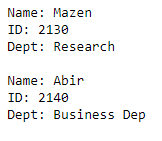 Name: Mazen
ID: 2130
Dept: Research

Name: Abir
ID: 2140
Dept: Business Dep